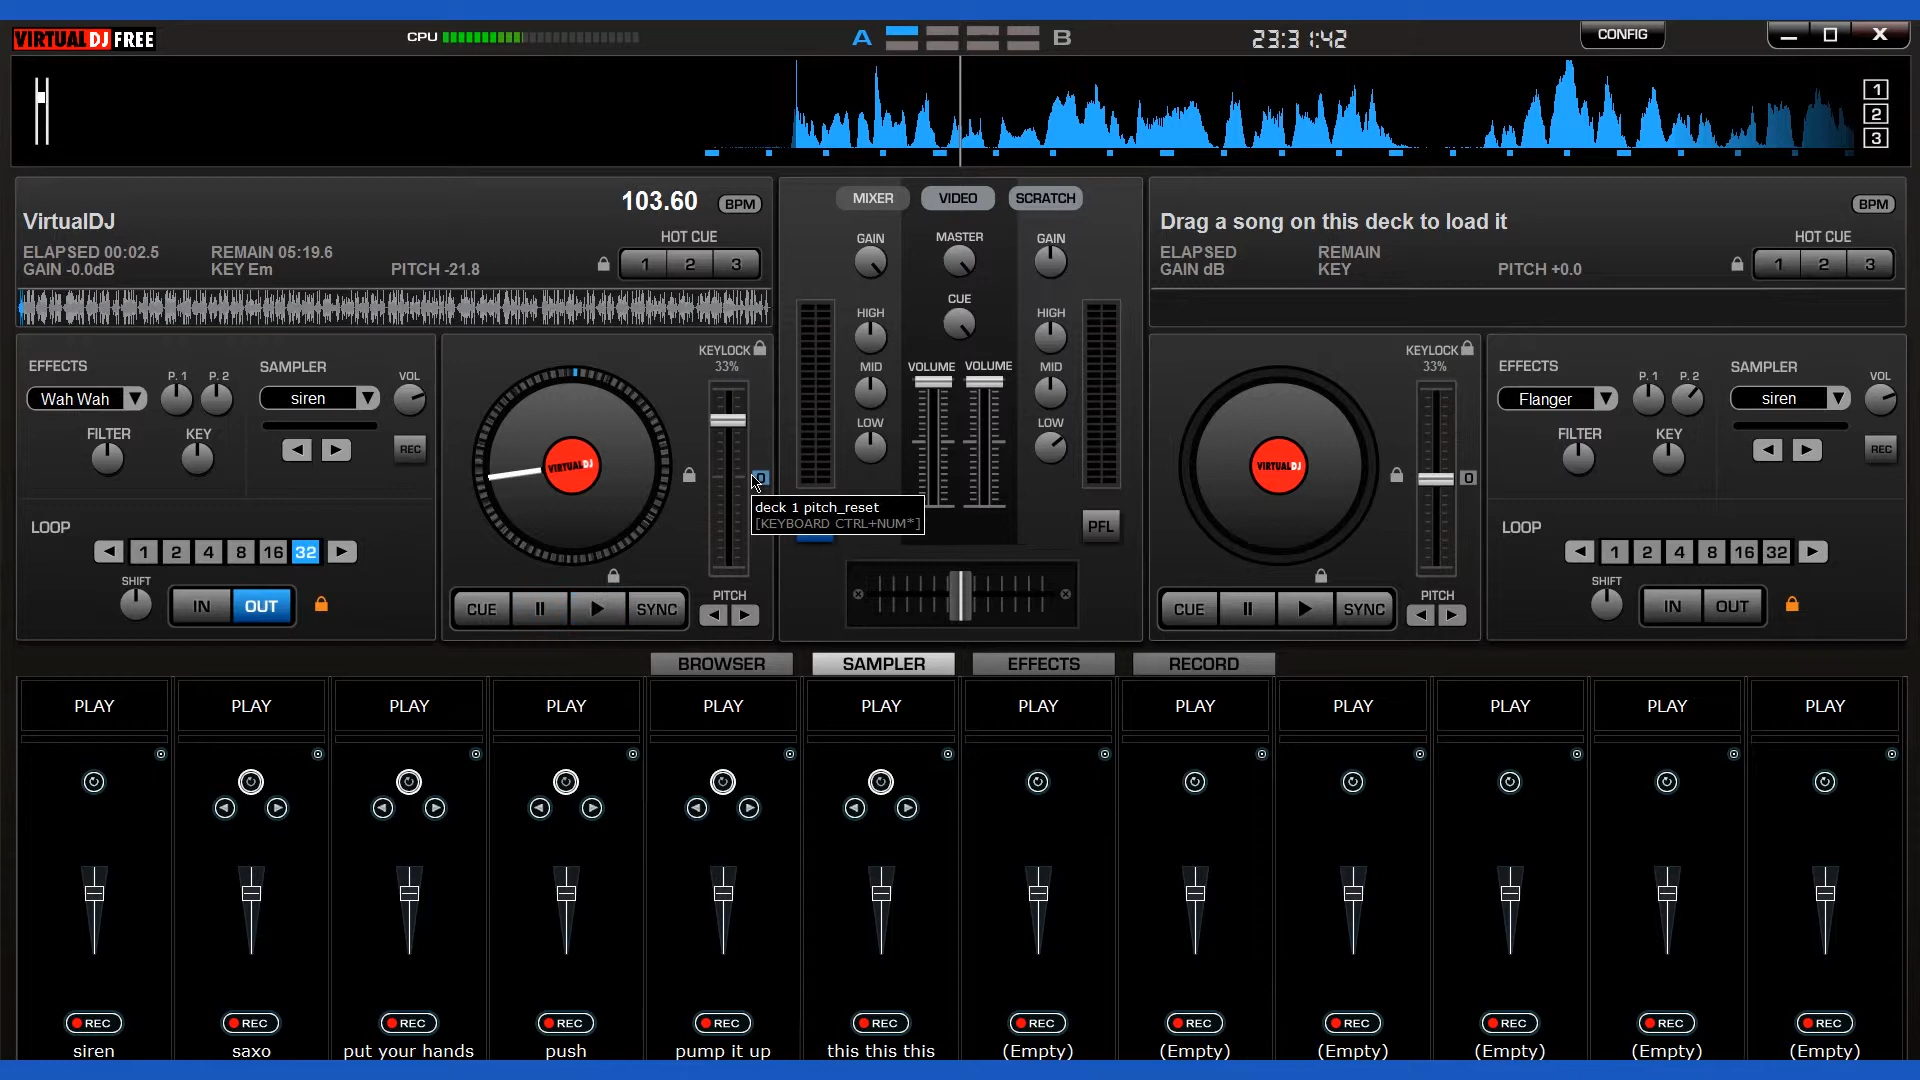 VIRTUAL DJ FREE
CPU
A B
23:31:42
CONFIG
X
1
2
3
VirtualDJ
103.60 BPM
ELAPSED 00:02.5 REMAIN 05:19.6
GAIN -0.0dB KEY Em PITCH -21.8
HOT CUE
1 2 3
MIXER VIDEO SCRATCH
GAIN MASTER GAIN
CUE
HIGH HIGH
MID VOLUME VOLUME MID
LOW LOW
PFL
Drag a song on this deck to load it
BPM
ELAPSED REMAIN
GAIN dB KEY PITCH +0.0
HOT CUE
1 2 3
EFFECTS
Wah Wah
P. 1 P. 2
SAMPLER
siren
VOL
FILTER KEY
REC
LOOP
1 2 4 8 16 32
SHIFT
IN OUT
KEYLOCK
33%
VIRTUAL DJ
0
deck 1 pitch_reset
[KEYBOARD CTRL+NUM*]
CUE SYNC
PITCH
KEYLOCK
33%
VIRTUAL DJ
0
CUE SYNC
PITCH
EFFECTS
Flanger
P. 1 P. 2
SAMPLER
siren
VOL
FILTER KEY
REC
LOOP
1 2 4 8 16 32
SHIFT
IN OUT
BROWSER SAMPLER EFFECTS RECORD
PLAY PLAY PLAY PLAY PLAY PLAY PLAY PLAY PLAY PLAY PLAY PLAY
REC REC REC REC REC REC REC REC REC REC REC REC
siren saxo put your hands push pump it up this this this (Empty) (Empty) (Empty) (Empty) (Empty) (Empty)